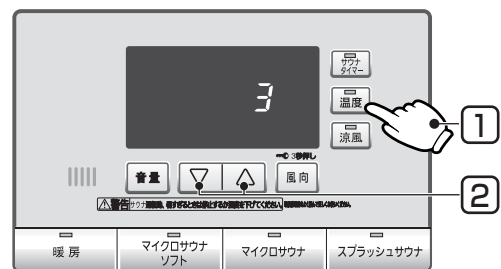 サウナ
タイマー
3
温度
1
涼風
3秒押し
音量
風向
2
警告
暖房
マイクロサウナ
ソフト
マイクロサウナ
スプラッシュサウナ